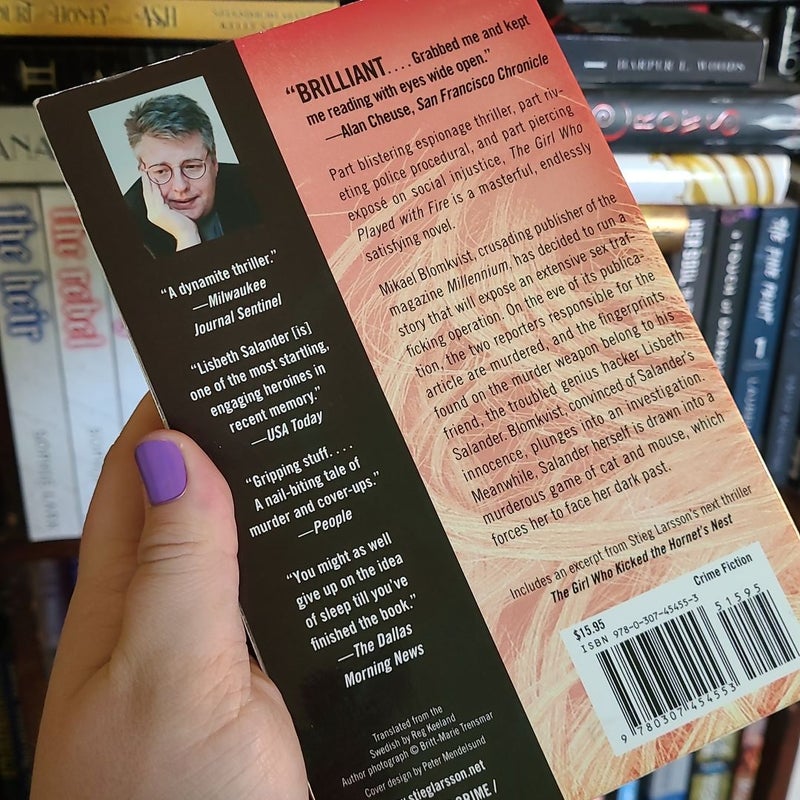 "BRILLIANT.... Grabbed me and kept
me reading with eyes wide open."
—Alan Cheuse, San Francisco Chronicle
Part blistering espionage thriller, part riv-
eting police procedural, and part piercing
exposé on social injustice, The Girl Who
Played with Fire is a masterful, endlessly
satisfying novel.
Mikael Blomkvist, crusading publisher of the
magazine Millennium, has decided to run a
story that will expose an extensive sex traf-
ficking operation. On the eve of its publica-
tion, the two reporters responsible for the
article are murdered, and the fingerprints
found on the murder weapon belong to his
friend, the troubled genius hacker Lisbeth
Salander. Blomkvist, convinced of Salander's
innocence, plunges into an investigation.
Meanwhile, Salander herself is drawn into a
murderous game of cat and mouse, which
forces her to face her dark past.
Includes an excerpt from Stieg Larsson's next thriller
The Girl Who Kicked the Hornet's Nest
Crime Fiction
$15.95
ISBN 978-0-307-45455-3
51595
9 780307 454553
"A dynamite thriller."
—Milwaukee
Journal Sentinel
"Lisbeth Salander [is]
one of the most startling,
engaging heroines in
recent memory."
—USA Today
"Gripping stuff....
A nail-biting tale of
murder and cover-ups."
—People
"You might as well
give up on the idea
of sleep till you've
finished the book."
—The Dallas
Morning News
Translated from the
Swedish by Reg Keeland
Author photograph © Britt-Marie Trensmar
Cover design by Peter Mendelsund
.stieglarsson.net
CRIME /
HARPER L. WOODS
the heir
the rebel